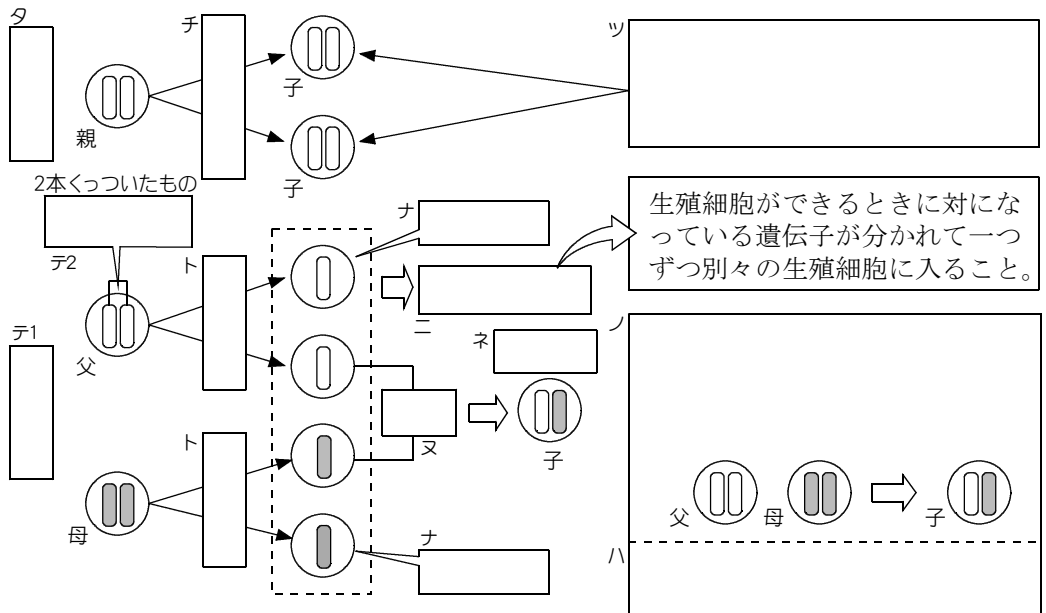 タ
チ
親
子
子
ツ
2本くっついたもの
テ2
父
テ1
ト
ナ
ニ
生殖細胞ができるときに対にな
っている遺伝子が分かれて一つ
ずつ別々の生殖細胞に入ること。
ネ
ヌ
子
ト
母
ナ
ノ
父
母
子
ハ